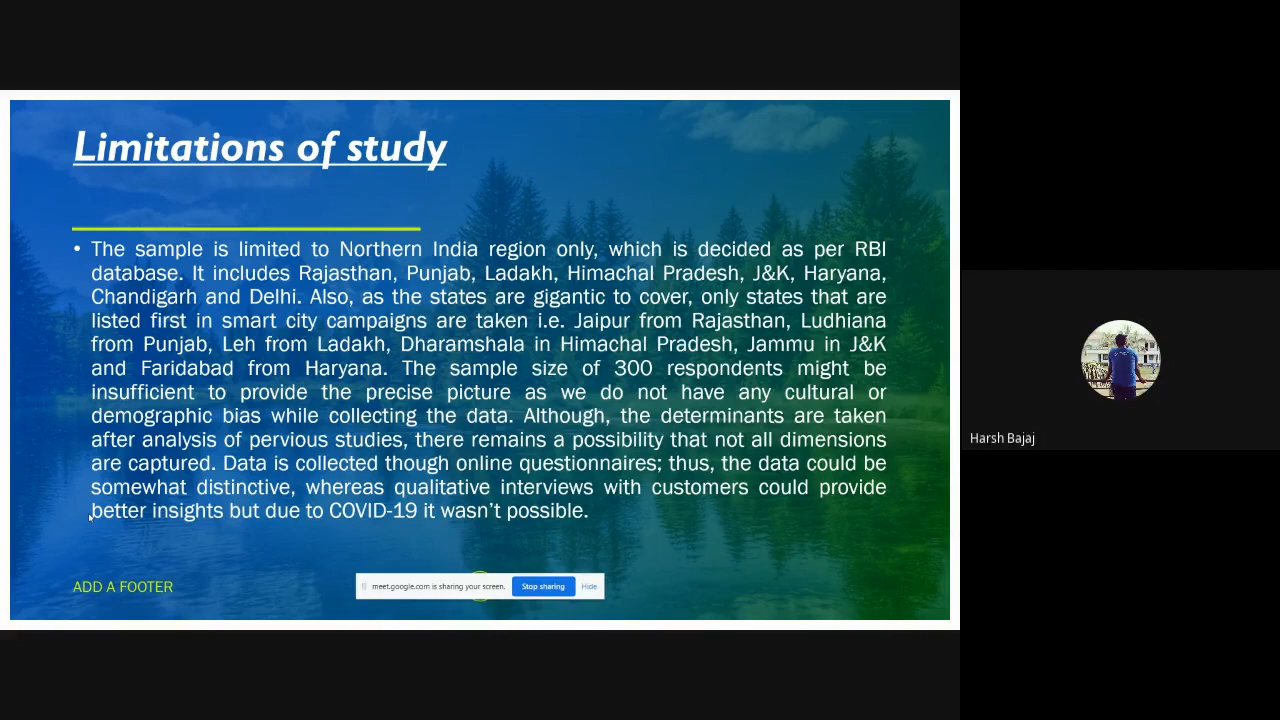 Limitations of study
• The sample is limited to Northern India region only, which is decided as per RBI
database. It includes Rajasthan, Punjab, Ladakh, Himachal Pradesh, J&K, Haryana,
Chandigarh and Delhi. Also, as the states are gigantic to cover, only states that are
listed first in smart city campaigns are taken i.e. Jaipur from Rajasthan, Ludhiana
from Punjab, Leh from Ladakh, Dharamshala in Himachal Pradesh, Jammu in J&K
and Faridabad from Haryana. The sample size of 300 respondents might be
insufficient to provide the precise picture as we do not have any cultural or
demographic bias while collecting the data. Although, the determinants are taken
after analysis of pervious studies, there remains a possibility that not all dimensions
are captured. Data is collected though online questionnaires; thus, the data could be
somewhat distinctive, whereas qualitative interviews with customers could provide
better insights but due to COVID-19 it wasn’t possible.
ADD A FOOTER
meet.google.com is sharing your screen. Stop sharing Hide
Harsh Bajaj